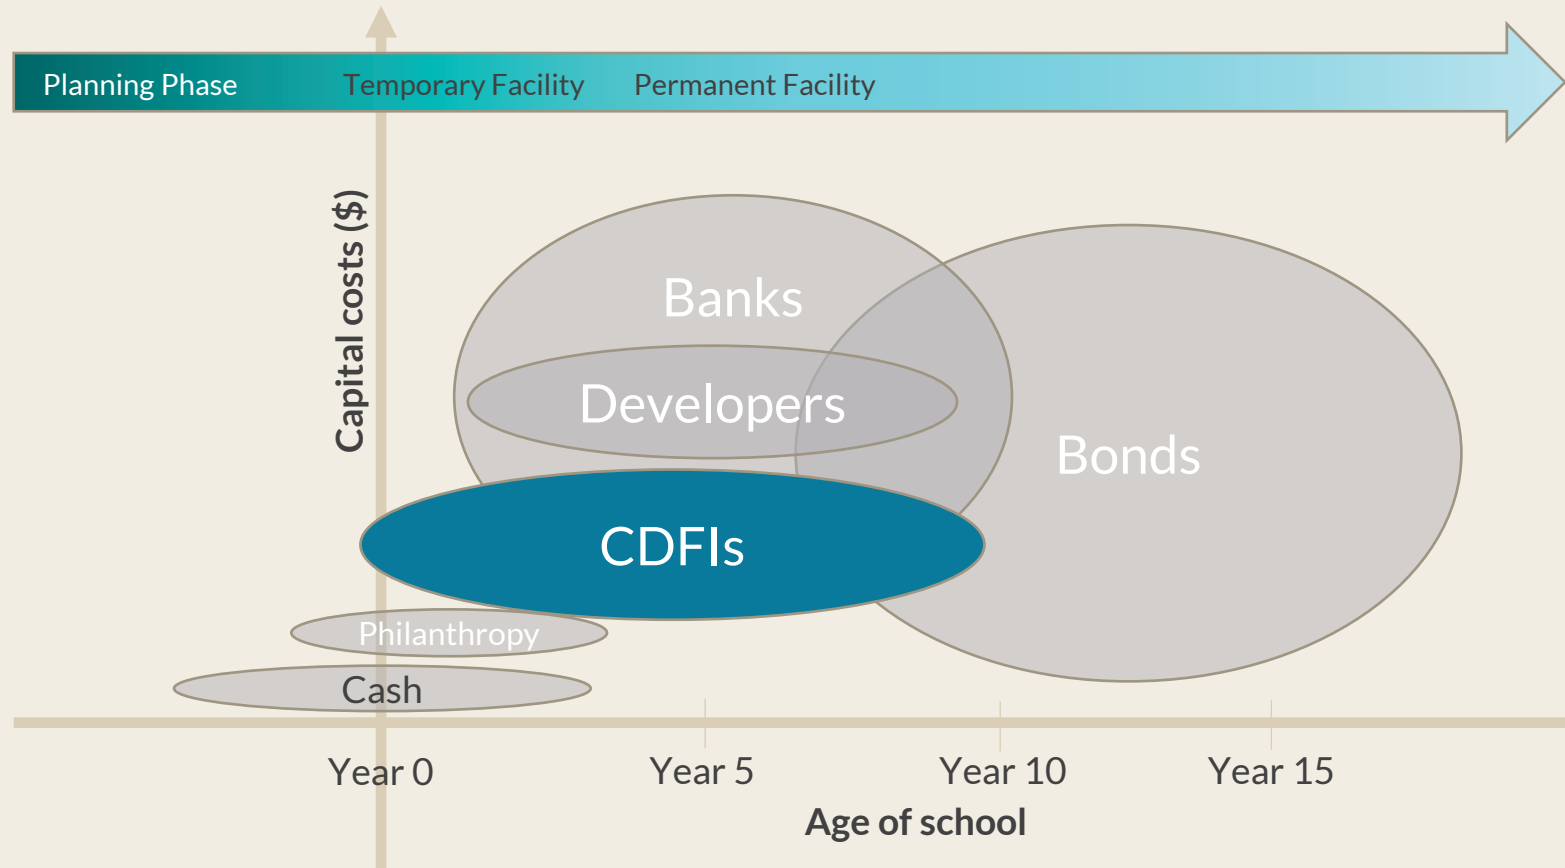 Planning Phase
Temporary Facility
Permanent Facility
Capital costs ($)
Banks
Developers
Bonds
CDFIs
Philanthropy
Cash
Year 0
Year 5
Year 10
Year 15
Age of school